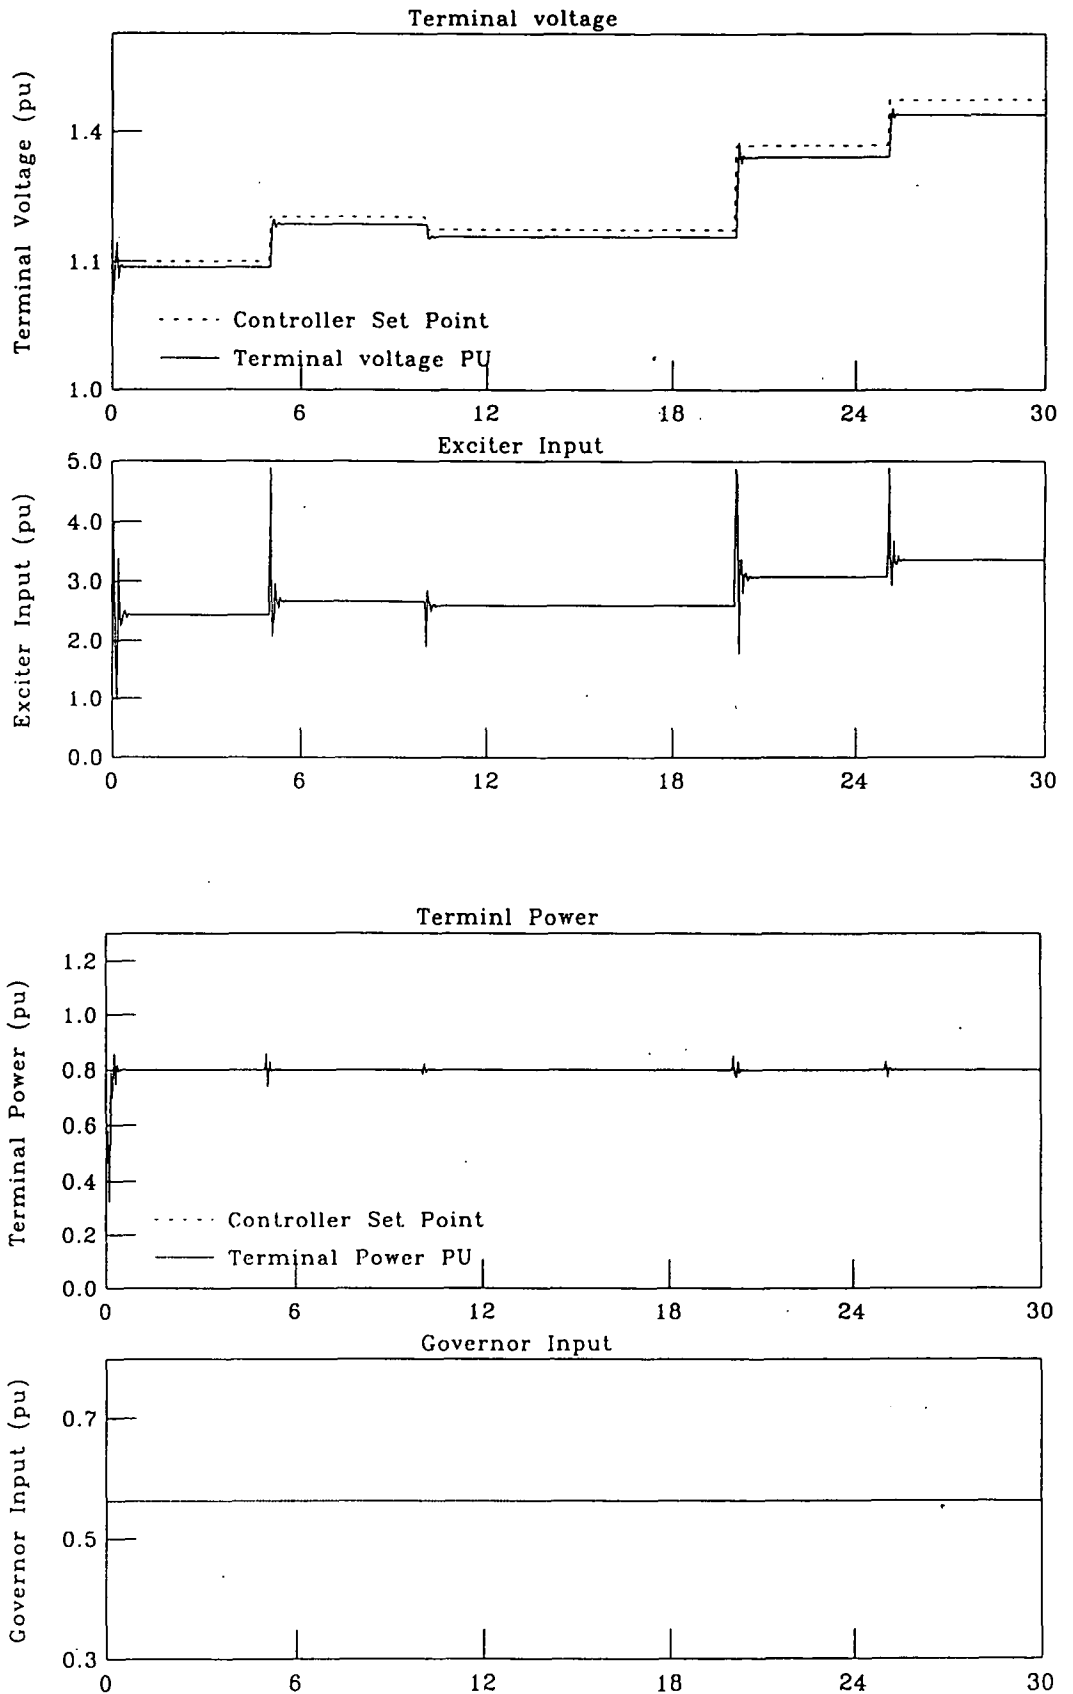 Terminal voltage
Terminal Voltage (pu)
1.4
1.1
1.0
Controller Set Point
Terminal voltage PU
0 6 12 18 24 30
Exciter Input
Exciter Input (pu)
5.0
4.0
3.0
2.0
1.0
0.0
0 6 12 18 24 30
Terminl Power
Terminal Power (pu)
1.2
1.0
0.8
0.6
0.4
0.2
0.0
Controller Set Point
Terminal Power PU
0 6 12 18 24 30
Governor Input
Governor Input (pu)
0.7
0.5
0.3
0 6 12 18 24 30